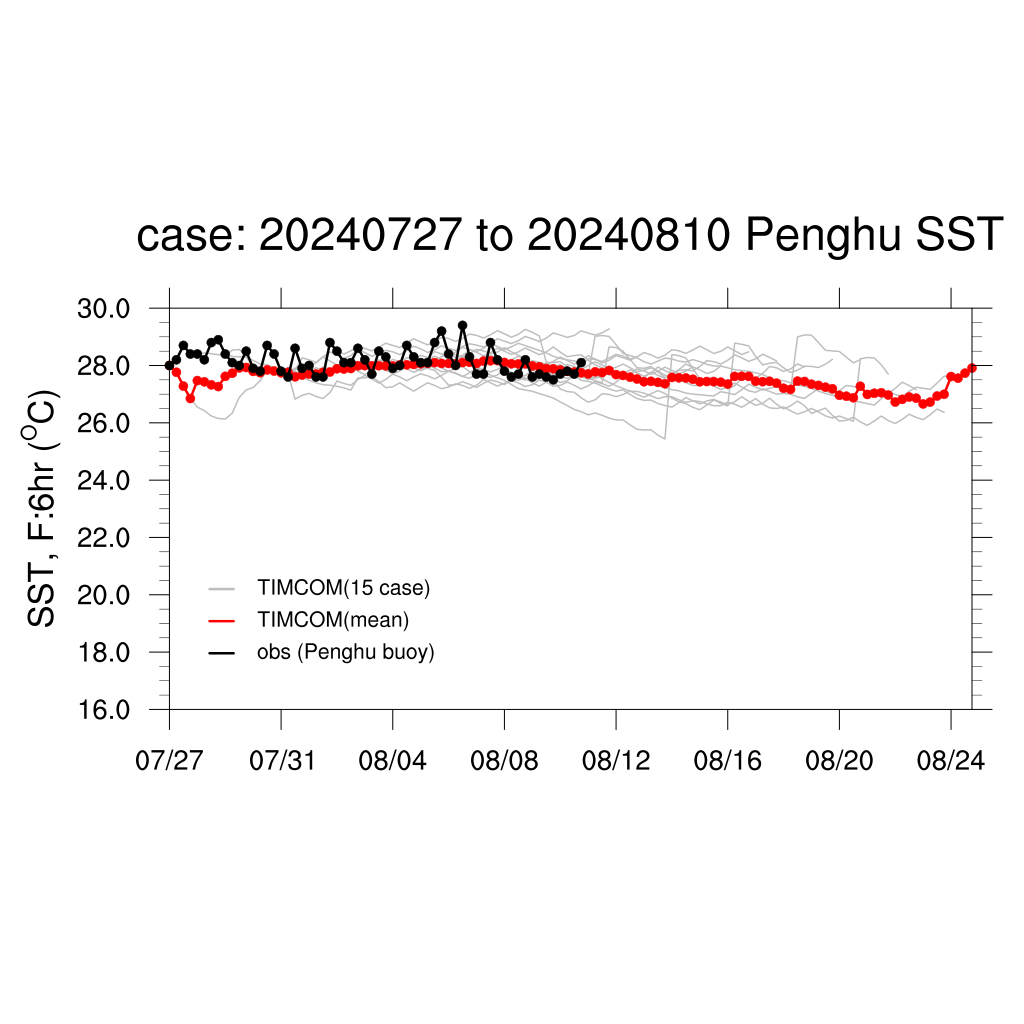 case: 20240727 to 20240810 Penghu SST
SST, F:6hr (°C)
30.0
28.0
26.0
24.0
22.0
20.0
18.0
16.0
TIMCOM(15 case)
TIMCOM(mean)
obs (Penghu buoy)
07/27 07/31 08/04 08/08 08/12 08/16 08/20 08/24